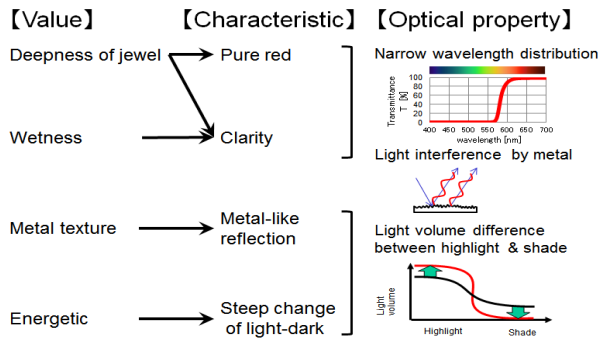 【Value】 【Characteristic】 【Optical property】
Deepness of jewel
Pure red
Wetness
Clarity
Metal texture
Metal-like
reflection
Energetic
Steep change
of light-dark
Narrow wavelength distribution
Transmittance
T [%]
100
80
60
40
20
0
400 450 500 550 600 650 700
wavelength [nm]
Light interference by metal
Light volume difference
between highlight & shade
Light
volume
Highlight
Shade